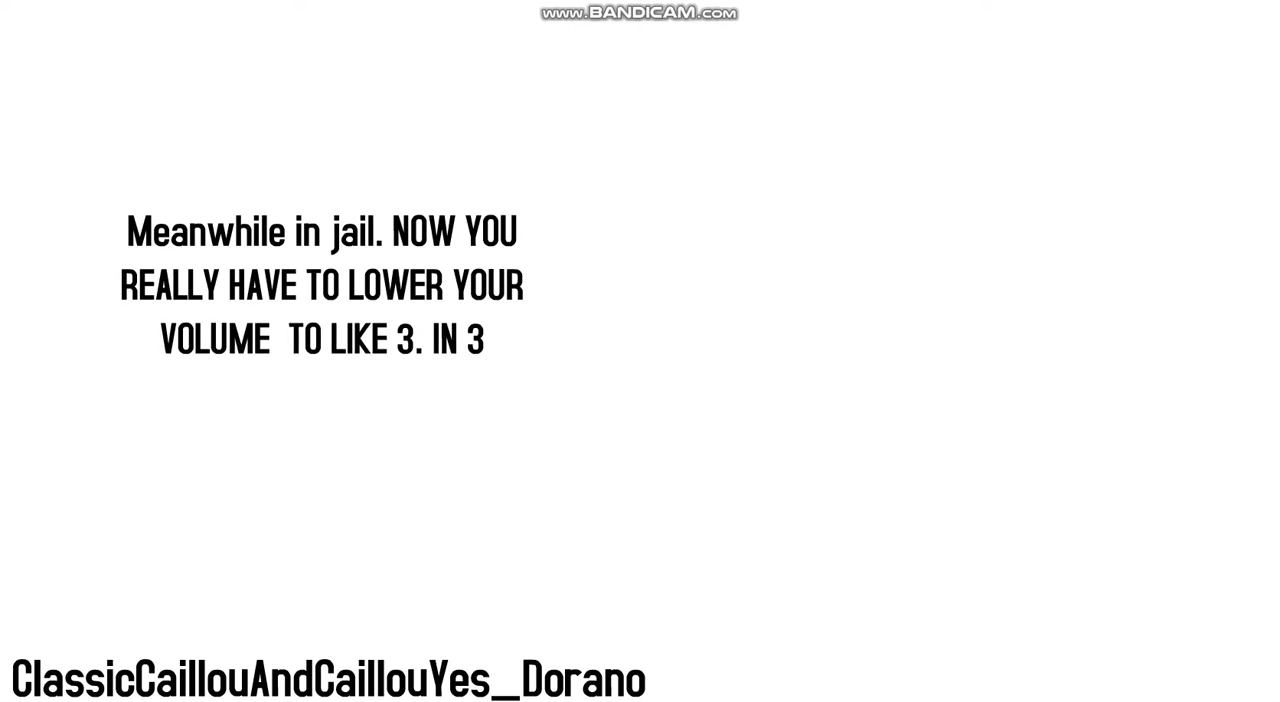 www.BANDICAM.com
Meanwhile in jail. NOW YOU
REALLY HAVE TO LOWER YOUR
VOLUME  TO LIKE 3. IN 3
ClassicCaillouAndCaillouYes_Dorano